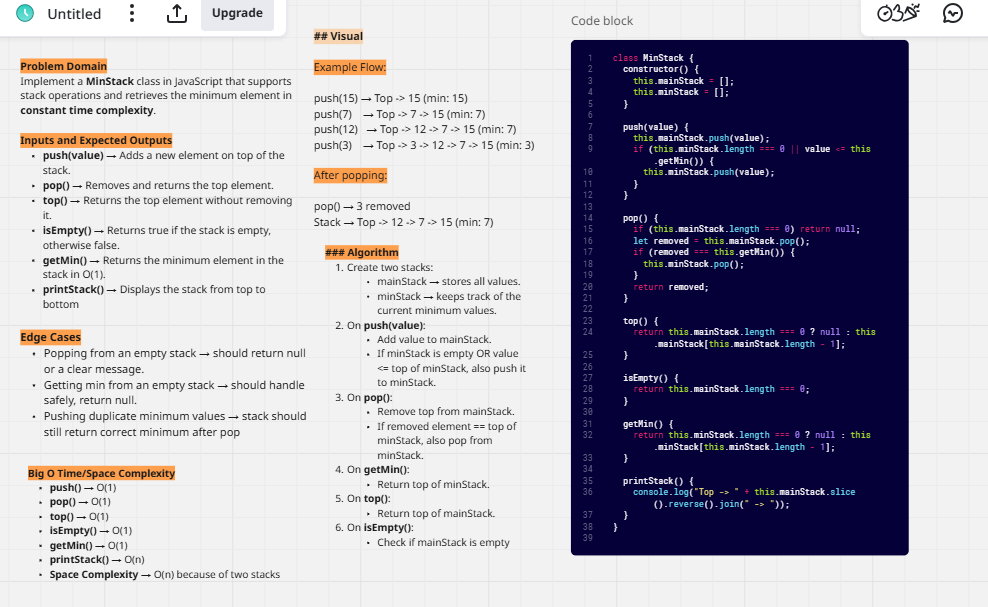 Untitled
Upgrade
Problem Domain
Implement a MinStack class in JavaScript that supports
stack operations and retrieves the minimum element in
constant time complexity.
Inputs and Expected Outputs
• push(value) → Adds a new element on top of the
stack.
• pop() → Removes and returns the top element.
• top() → Returns the top element without removing
it.
• isEmpty() → Returns true if the stack is empty,
otherwise false.
• getMin() → Returns the minimum element in the
stack in O(1).
• printStack() → Displays the stack from top to
bottom
Edge Cases
• Popping from an empty stack → should return null
or a clear message.
• Getting min from an empty stack → should handle
safely, return null.
• Pushing duplicate minimum values → stack should
still return correct minimum after pop
Big O Time/Space Complexity
• push() → O(1)
• pop() → O(1)
• top() → O(1)
• isEmpty() → O(1)
• getMin() → O(1)
• printStack() → O(n)
• Space Complexity → O(n) because of two stacks
## Visual
Example Flow:
push(15) → Top -> 15 (min: 15)
push(7) → Top -> 7 -> 15 (min: 7)
push(12) → Top -> 12 -> 7 -> 15 (min: 7)
push(3) → Top -> 3 -> 12 -> 7 -> 15 (min: 3)
After popping:
pop() → 3 removed
Stack → Top -> 12 -> 7 -> 15 (min: 7)
### Algorithm
1. Create two stacks:
• mainStack → stores all values.
• minStack → keeps track of the
current minimum values.
2. On push(value):
• Add value to mainStack.
• If minStack is empty OR value
<= top of minStack, also push it
to minStack.
3. On pop():
• Remove top from mainStack.
• If removed element == top of
minStack, also pop from
minStack.
4. On getMin():
• Return top of minStack.
5. On top():
• Return top of mainStack.
6. On isEmpty():
• Check if mainStack is empty
Code block
1 class MinStack {
2 constructor() {
3 this.mainStack = [];
4 this.minStack = [];
5 }
6
7 push(value) {
8 this.mainStack.push(value);
9 if (this.minStack.length === 0 || value <= this
.getMin()) {
10 this.minStack.push(value);
11 }
12 }
13
14 pop() {
15 if (this.mainStack.length === 0) return null;
16 let removed = this.mainStack.pop();
17 if (removed === this.getMin()) {
18 this.minStack.pop();
19 }
20 return removed;
21 }
22
23 top() {
24 return this.mainStack.length === 0 ? null : this
.mainStack[this.mainStack.length - 1];
25 }
26
27 isEmpty() {
28 return this.mainStack.length === 0;
29 }
30
31 getMin() {
32 return this.minStack.length === 0 ? null : this
.minStack[this.minStack.length - 1];
33 }
34
35 printStack() {
36 console.log("Top -> " + this.mainStack.slice
().reverse().join(" -> "));
37 }
38 }
39